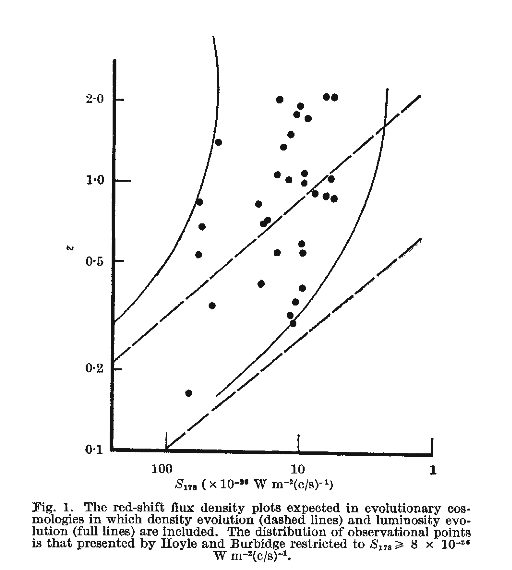 2·0
1·0
z
0·5
0·2
0·1
100 10 1
S₁₇₈ (× 10⁻²⁶ W m⁻²(c/s)⁻¹)
Fig. 1. The red-shift flux density plots expected in evolutionary cos-
mologies in which density evolution (dashed lines) and luminosity evo-
lution (full lines) are included. The distribution of observational points
is that presented by Hoyle and Burbidge restricted to S₁₇₈ ⩾ 8 × 10⁻²⁶
W m⁻²(c/s)⁻¹.